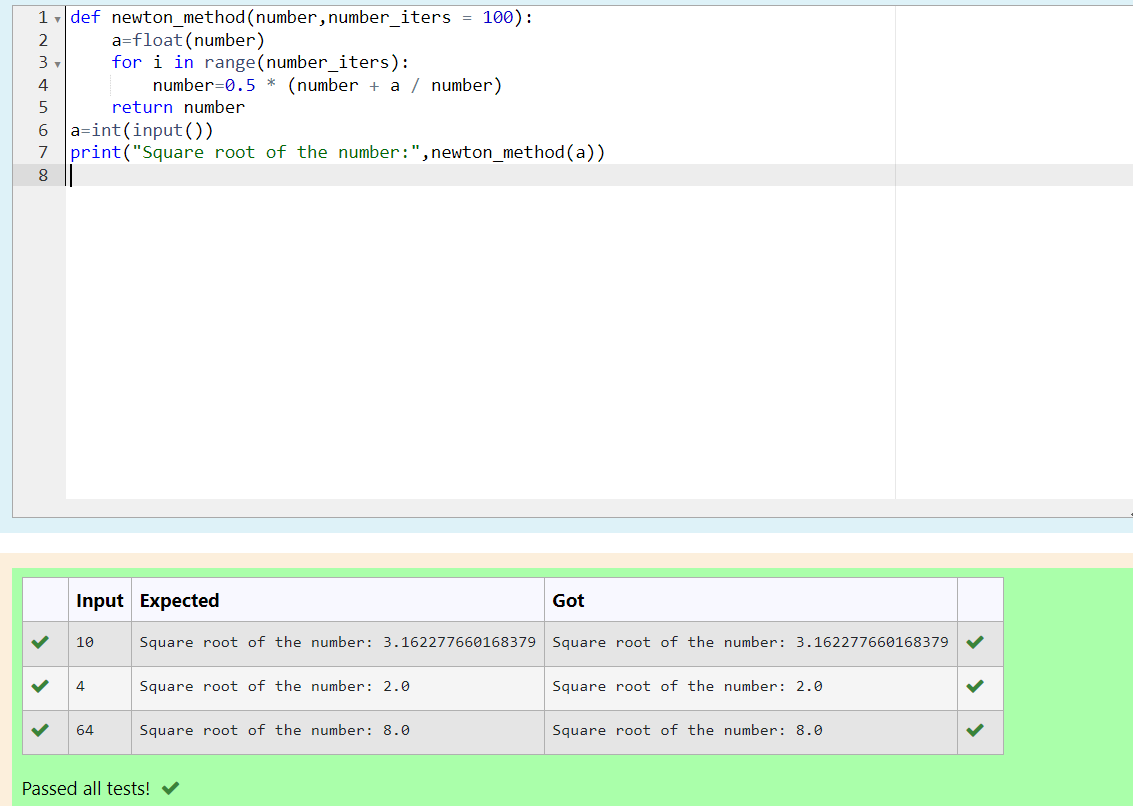 1 def newton_method(number,number_iters = 100):
2     a=float(number)
3     for i in range(number_iters):
4         number=0.5 * (number + a / number)
5     return number
6 a=int(input())
7 print("Square root of the number:",newton_method(a))
8
Input Expected Got
10 Square root of the number: 3.162277660168379 Square root of the number: 3.162277660168379
4 Square root of the number: 2.0 Square root of the number: 2.0
64 Square root of the number: 8.0 Square root of the number: 8.0
Passed all tests!